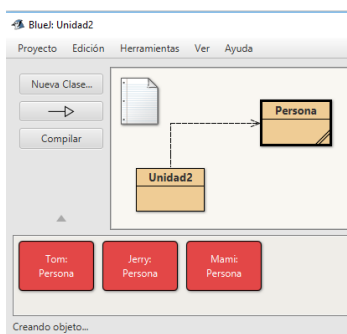 BlueJ: Unidad2
Proyecto Edición Herramientas Ver Ayuda
Nueva Clase...
Compilar
Persona
Unidad2
Tom:
Persona
Jerry:
Persona
Mami:
Persona
Creando objeto...